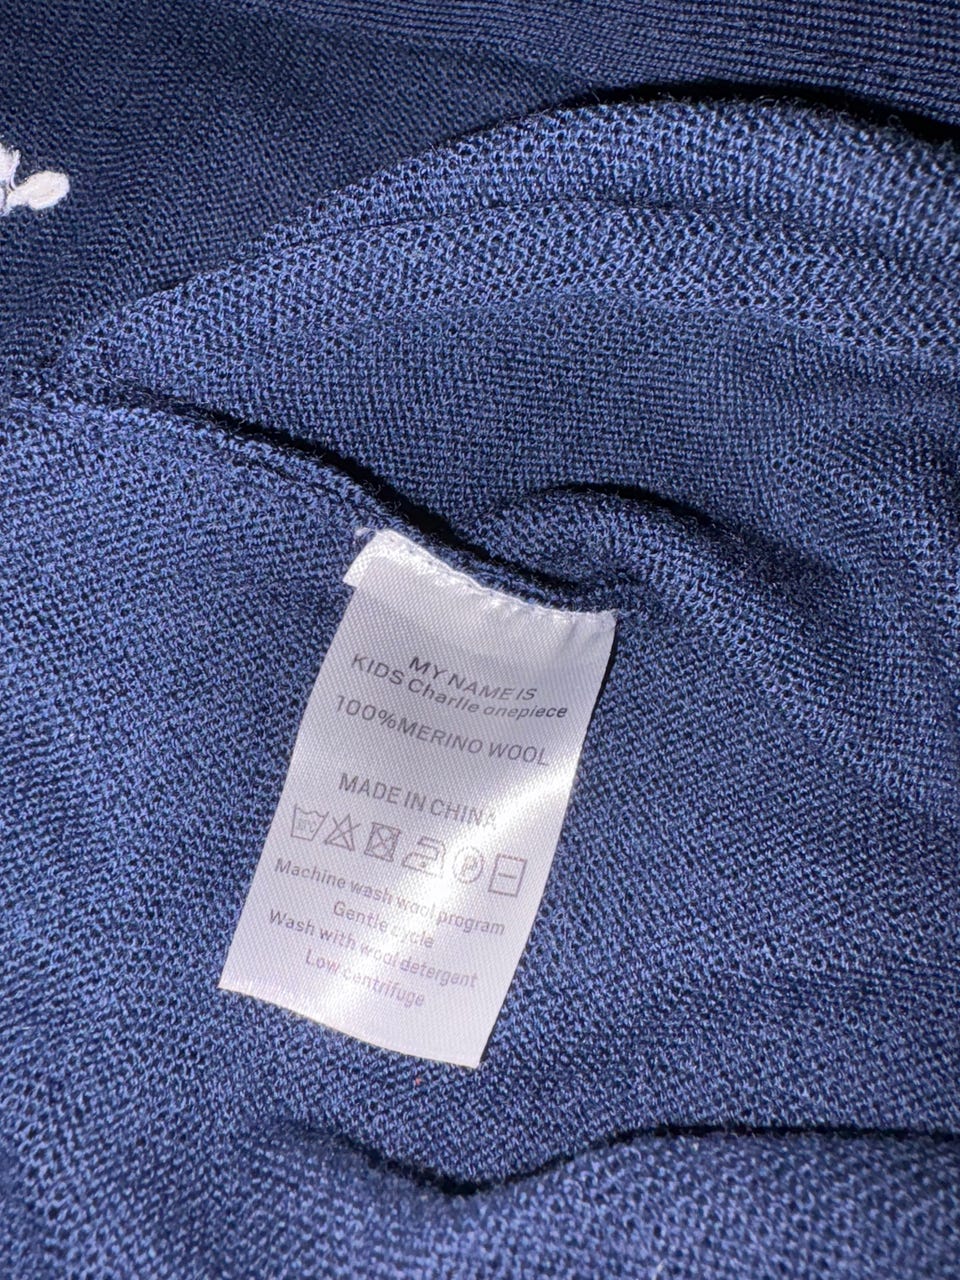 MY NAME IS
KIDS Charlie onepiece
100%MERINO WOOL
MADE IN CHINA
P
Machine wash wool program
Gentle cycle
Wash with wool detergent
Low centrifuge